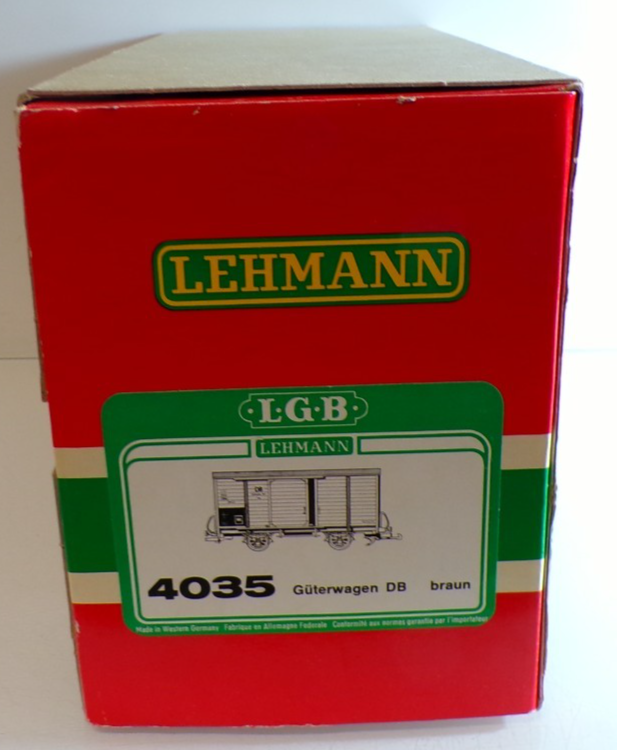 LEHMANN
L·G·B
LEHMANN
DB
4035 Güterwagen DB braun
Made in Western Germany Fabriqué en Allemagne Federale Conformité aux normes garantie par l'importateur